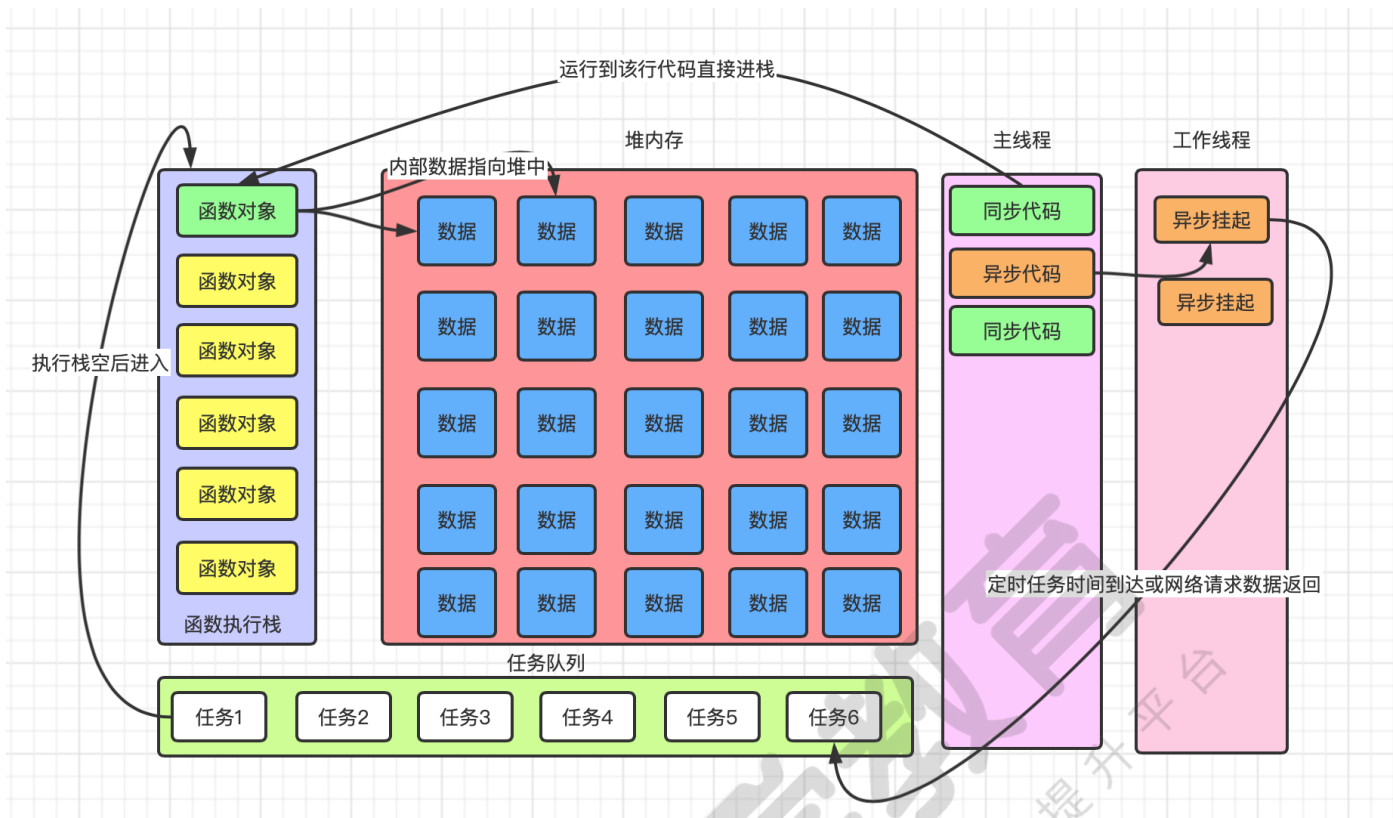 运行到该行代码直接进栈
堆内存
主线程
工作线程
内部数据指向堆中
函数对象
函数对象
函数对象
函数对象
函数对象
函数对象
函数执行栈
执行栈空后进入
数据 数据 数据 数据 数据
数据 数据 数据 数据 数据
数据 数据 数据 数据 数据
数据 数据 数据 数据 数据
数据 数据 数据 数据 数据
同步代码
异步代码
同步代码
异步挂起
异步挂起
定时任务时间到达或网络请求数据返回
任务队列
任务1 任务2 任务3 任务4 任务5 任务6
教育
提升平台